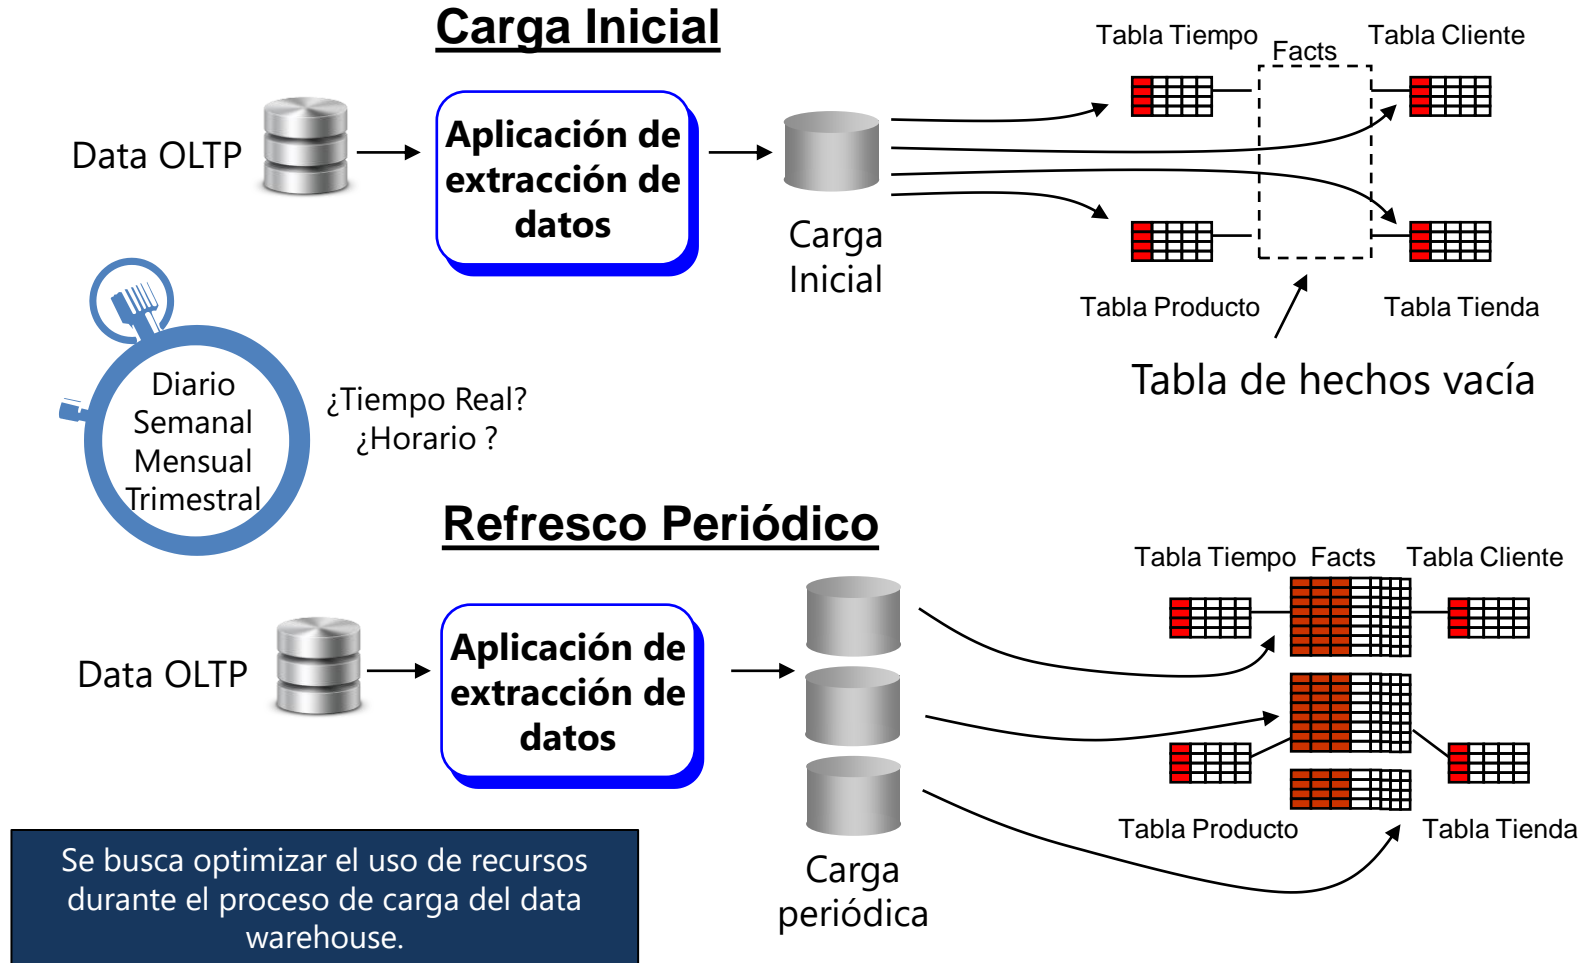 Carga Inicial
Tabla Tiempo
Facts
Tabla Cliente
Data OLTP
Aplicación de
extracción de
datos
Carga
Inicial
Tabla Producto
Tabla Tienda
Tabla de hechos vacía
Diario
Semanal
Mensual
Trimestral
¿Tiempo Real?
¿Horario ?
Refresco Periódico
Tabla Tiempo
Facts
Tabla Cliente
Data OLTP
Aplicación de
extracción de
datos
Tabla Producto
Tabla Tienda
Carga
periódica
Se busca optimizar el uso de recursos
durante el proceso de carga del data
warehouse.